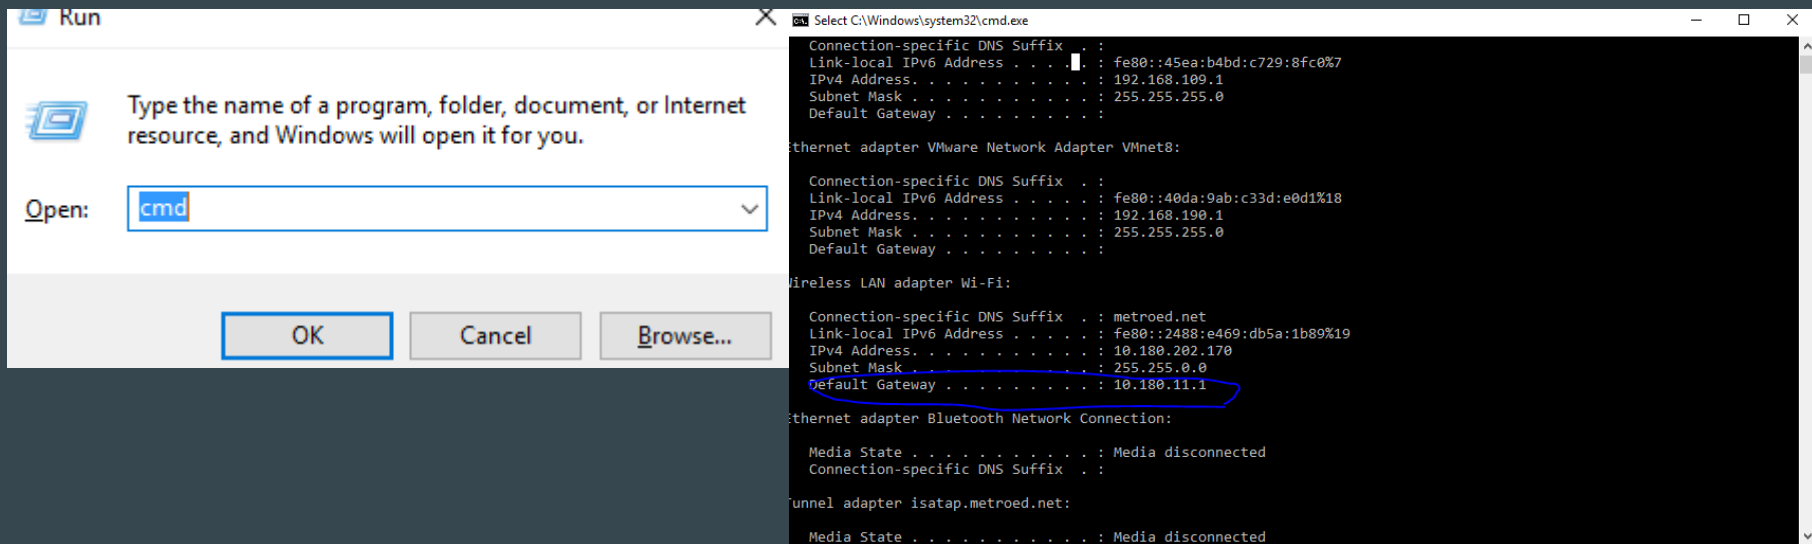 Run
Type the name of a program, folder, document, or Internet
resource, and Windows will open it for you.
Open:
cmd
OK
Cancel
Browse...
Select C:\Windows\system32\cmd.exe
Connection-specific DNS Suffix  . :
Link-local IPv6 Address . . . . . : fe80::45ea:b4bd:c729:8fc0%7
IPv4 Address. . . . . . . . . . . : 192.168.109.1
Subnet Mask . . . . . . . . . . . : 255.255.255.0
Default Gateway . . . . . . . . . :
Ethernet adapter VMware Network Adapter VMnet8:
Connection-specific DNS Suffix  . :
Link-local IPv6 Address . . . . . : fe80::40da:9ab:c33d:e0d1%18
IPv4 Address. . . . . . . . . . . : 192.168.190.1
Subnet Mask . . . . . . . . . . . : 255.255.255.0
Default Gateway . . . . . . . . . :
Wireless LAN adapter Wi-Fi:
Connection-specific DNS Suffix  . : metroed.net
Link-local IPv6 Address . . . . . : fe80::2488:e469:db5a:1b89%19
IPv4 Address. . . . . . . . . . . : 10.180.202.170
Subnet Mask . . . . . . . . . . . : 255.255.0.0
Default Gateway . . . . . . . . . : 10.180.11.1
Ethernet adapter Bluetooth Network Connection:
Media State . . . . . . . . . . . : Media disconnected
Connection-specific DNS Suffix  . :
Tunnel adapter isatap.metroed.net:
Media State . . . . . . . . . . . : Media disconnected